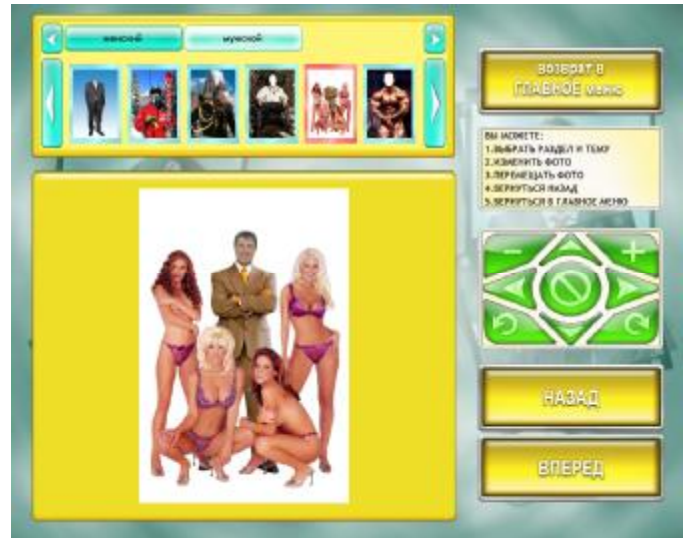 женский
мужской
возврат в
ГЛАВНОЕ меню
ВЫ МОЖЕТЕ:
1.ВЫБРАТЬ РАЗДЕЛ И ТЕМУ
2.ИЗМЕНИТЬ ФОТО
3.ПЕРЕМЕЩАТЬ ФОТО
4.ВЕРНУТЬСЯ НАЗАД
5.ВЕРНУТЬСЯ В ГЛАВНОЕ МЕНЮ
НАЗАД
ВПЕРЕД